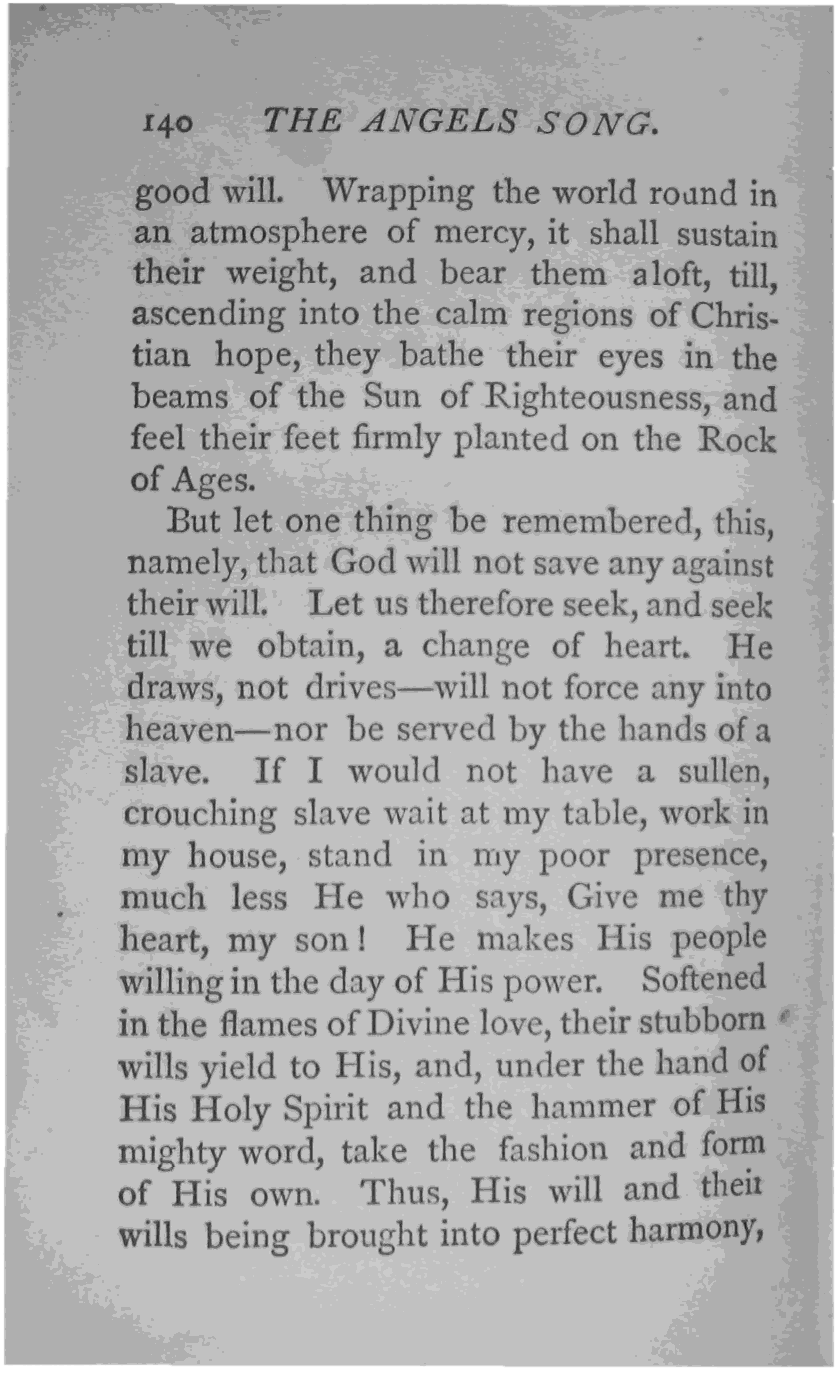 140 THE ANGELS SONG.
good will. Wrapping the world round in
an atmosphere of mercy, it shall sustain
their weight, and bear them aloft, till,
ascending into the calm regions of Chris-
tian hope, they bathe their eyes in the
beams of the Sun of Righteousness, and
feel their feet firmly planted on the Rock
of Ages.
But let one thing be remembered, this,
namely, that God will not save any against
their will. Let us therefore seek, and seek
till we obtain, a change of heart. He
draws, not drives—will not force any into
heaven—nor be served by the hands of a
slave. If I would not have a sullen,
crouching slave wait at my table, work in
my house, stand in my poor presence,
much less He who says, Give me thy
heart, my son! He makes His people
willing in the day of His power. Softened
in the flames of Divine love, their stubborn
wills yield to His, and, under the hand of
His Holy Spirit and the hammer of His
mighty word, take the fashion and form
of His own. Thus, His will and their
wills being brought into perfect harmony,